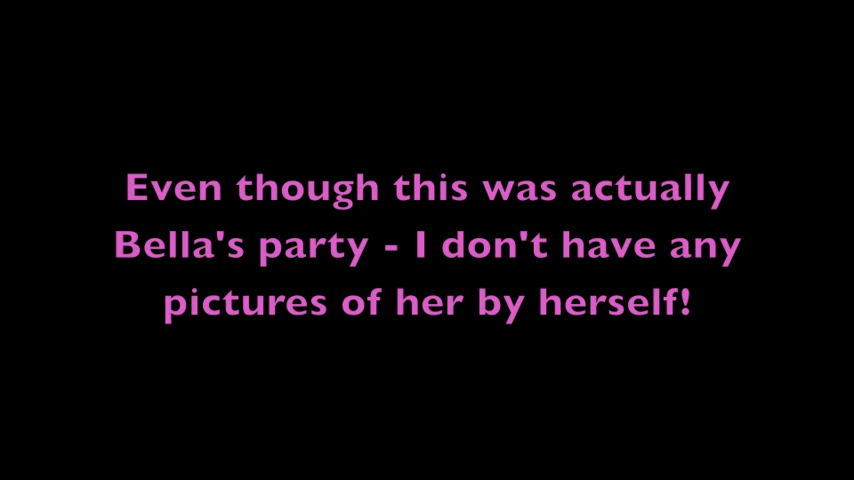 Even though this was actually
Bella's party - I don't have any
pictures of her by herself!